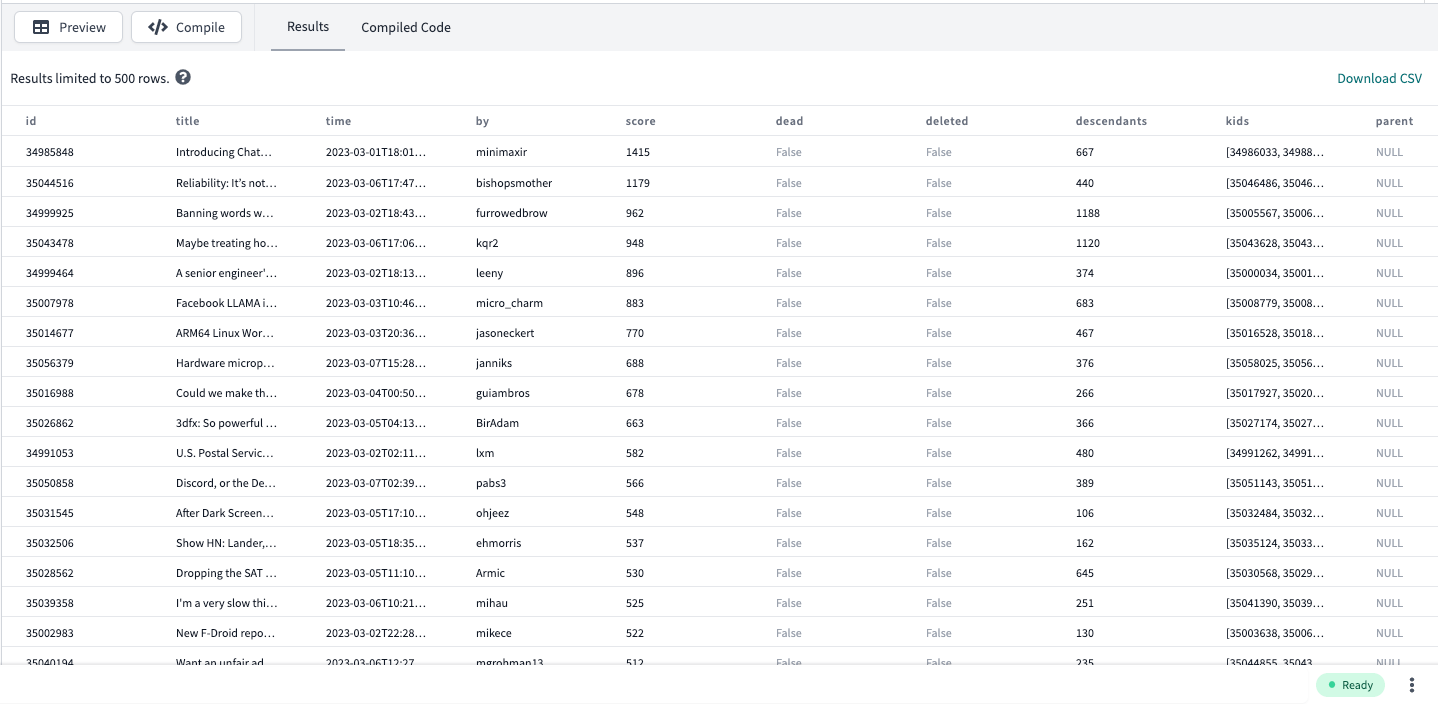 Preview Compile Results Compiled Code
Results limited to 500 rows. Download CSV
id title time by score dead deleted descendants kids parent
34985848 Introducing Chat… 2023-03-01T18:01… minimaxir 1415 False False 667 [34986033, 34988… NULL
35044516 Reliability: It’s not… 2023-03-06T17:47… bishopsmother 1179 False False 440 [35046486, 35046… NULL
34999925 Banning words w… 2023-03-02T18:43… furrowedbrow 962 False False 1188 [35005567, 35006… NULL
35043478 Maybe treating ho… 2023-03-06T17:06… kqr2 948 False False 1120 [35043628, 35043… NULL
34999464 A senior engineer'… 2023-03-02T18:13… leeny 896 False False 374 [35000034, 35001… NULL
35007978 Facebook LLAMA i… 2023-03-03T10:46… micro_charm 883 False False 683 [35008779, 35008… NULL
35014677 ARM64 Linux Wor… 2023-03-03T20:36… jasoneckert 770 False False 467 [35016528, 35018… NULL
35056379 Hardware microp… 2023-03-07T15:28… janniks 688 False False 376 [35058025, 35056… NULL
35016988 Could we make th… 2023-03-04T00:50… guiambros 678 False False 266 [35017927, 35020… NULL
35026862 3dfx: So powerful … 2023-03-05T04:13… BirAdam 663 False False 366 [35027174, 35027… NULL
34991053 U.S. Postal Servic… 2023-03-02T02:11… lxm 582 False False 480 [34991262, 34991… NULL
35050858 Discord, or the De… 2023-03-07T02:39… pabs3 566 False False 389 [35051143, 35051… NULL
35031545 After Dark Screen… 2023-03-05T17:10… ohjeez 548 False False 106 [35032484, 35032… NULL
35032506 Show HN: Lander,… 2023-03-05T18:35… ehmorris 537 False False 162 [35035124, 35033… NULL
35028562 Dropping the SAT … 2023-03-05T11:10… Armic 530 False False 645 [35030568, 35029… NULL
35039358 I'm a very slow thi… 2023-03-06T10:21… mihau 525 False False 251 [35041390, 35039… NULL
35002983 New F-Droid repo… 2023-03-02T22:28… mikece 522 False False 130 [35003638, 35006… NULL
35040194 Want an unfair ad… 2023-03-06T12:27… mgrohman13 512 False False 235 [35044855, 35043… NULL
Ready